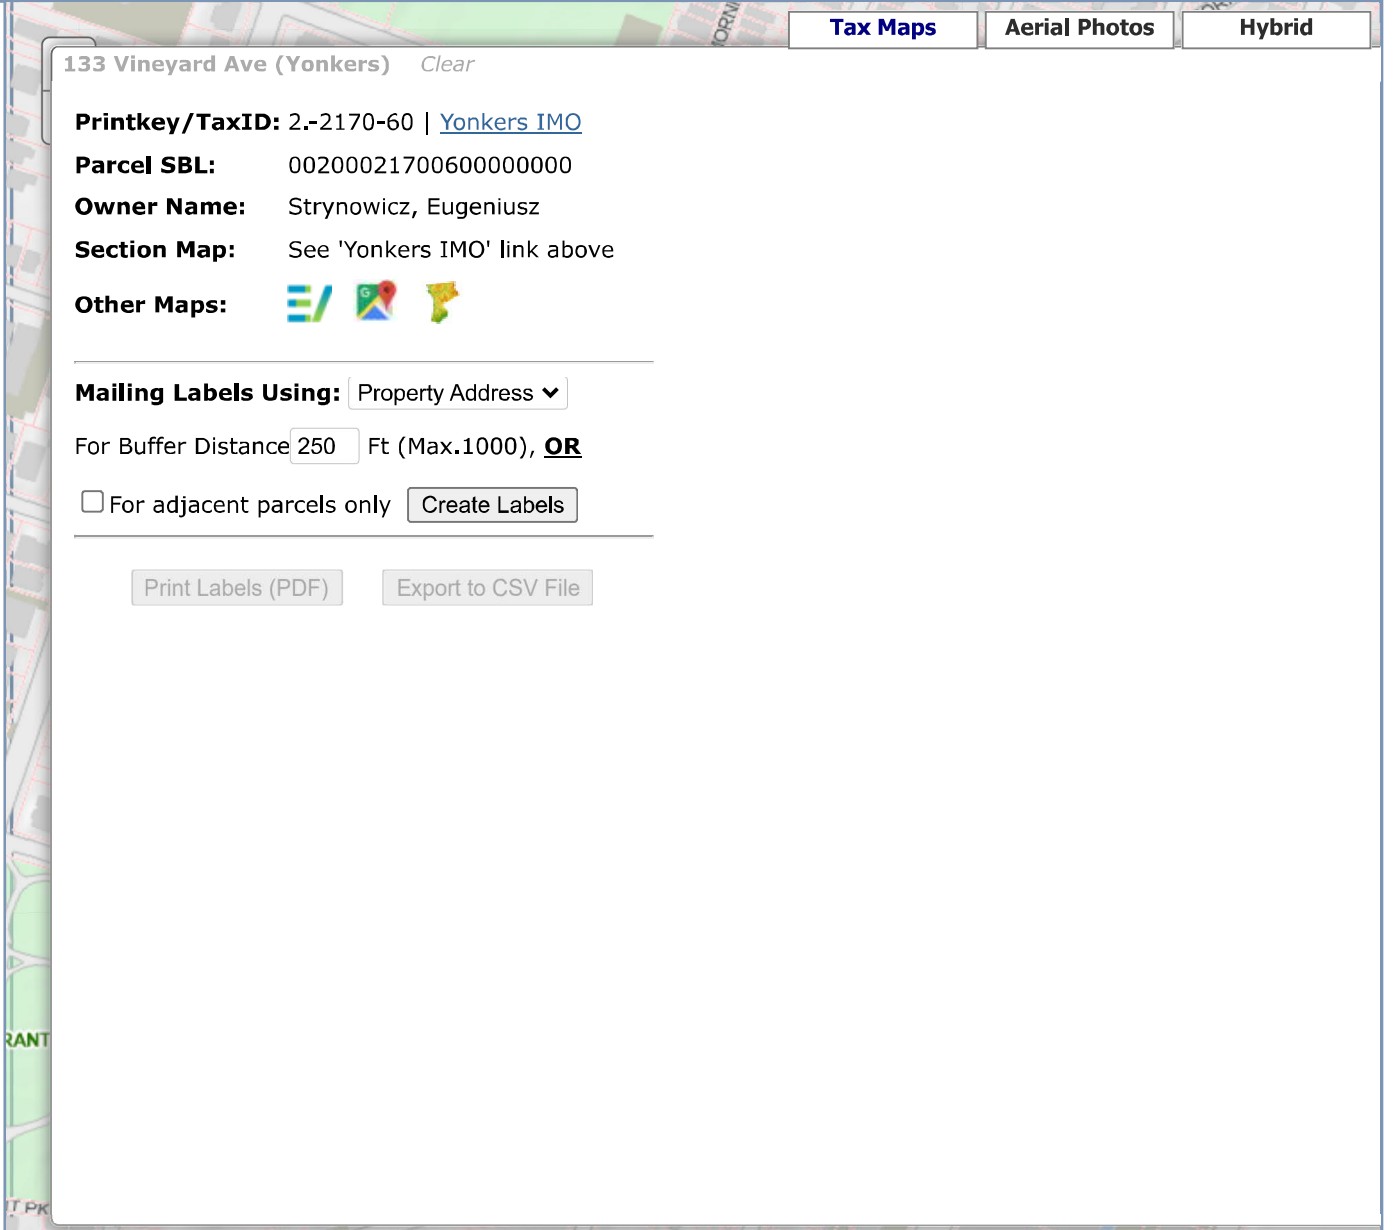 Tax Maps Aerial Photos Hybrid
133 Vineyard Ave (Yonkers) Clear
Printkey/TaxID: 2.-2170-60 | Yonkers IMO
Parcel SBL: 00200021700600000000
Owner Name: Strynowicz, Eugeniusz
Section Map: See 'Yonkers IMO' link above
Other Maps:
Mailing Labels Using: Property Address
For Buffer Distance 250 Ft (Max.1000), OR
For adjacent parcels only Create Labels
Print Labels (PDF) Export to CSV File
RANT
T PK